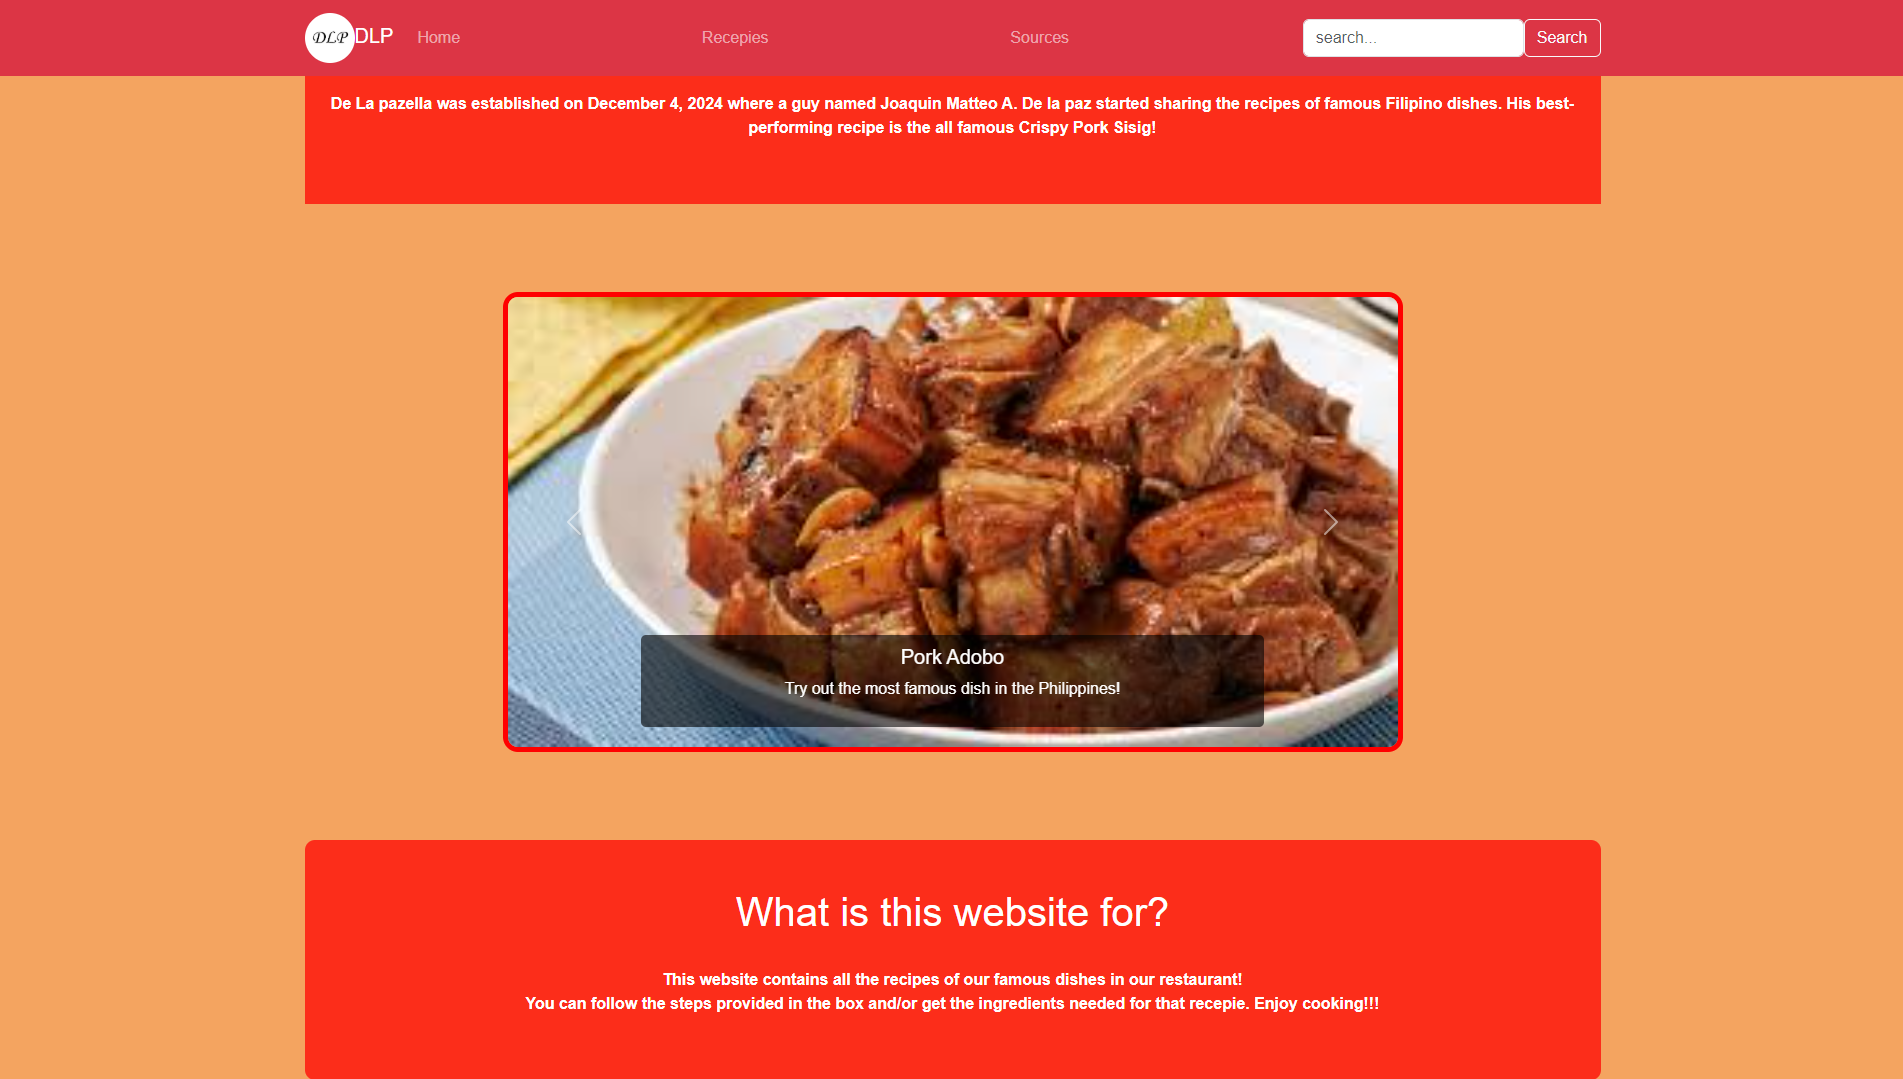 DLP DLP Home Recepies Sources search... Search
De La pazella was established on December 4, 2024 where a guy named Joaquin Matteo A. De la paz started sharing the recipes of famous Filipino dishes. His best-
performing recipe is the all famous Crispy Pork Sisig!
Pork Adobo
Try out the most famous dish in the Philippines!
What is this website for?
This website contains all the recipes of our famous dishes in our restaurant!
You can follow the steps provided in the box and/or get the ingredients needed for that recepie. Enjoy cooking!!!